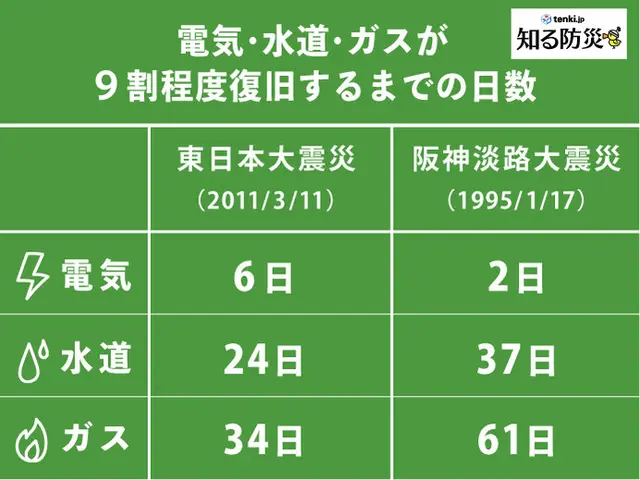 tenki.jp
知る防災
電気･水道･ガスが
９割程度復旧するまでの日数
東日本大震災 阪神淡路大震災
（2011/3/11） （1995/1/17）
電気 6日 2日
水道 24日 37日
ガス 34日 61日